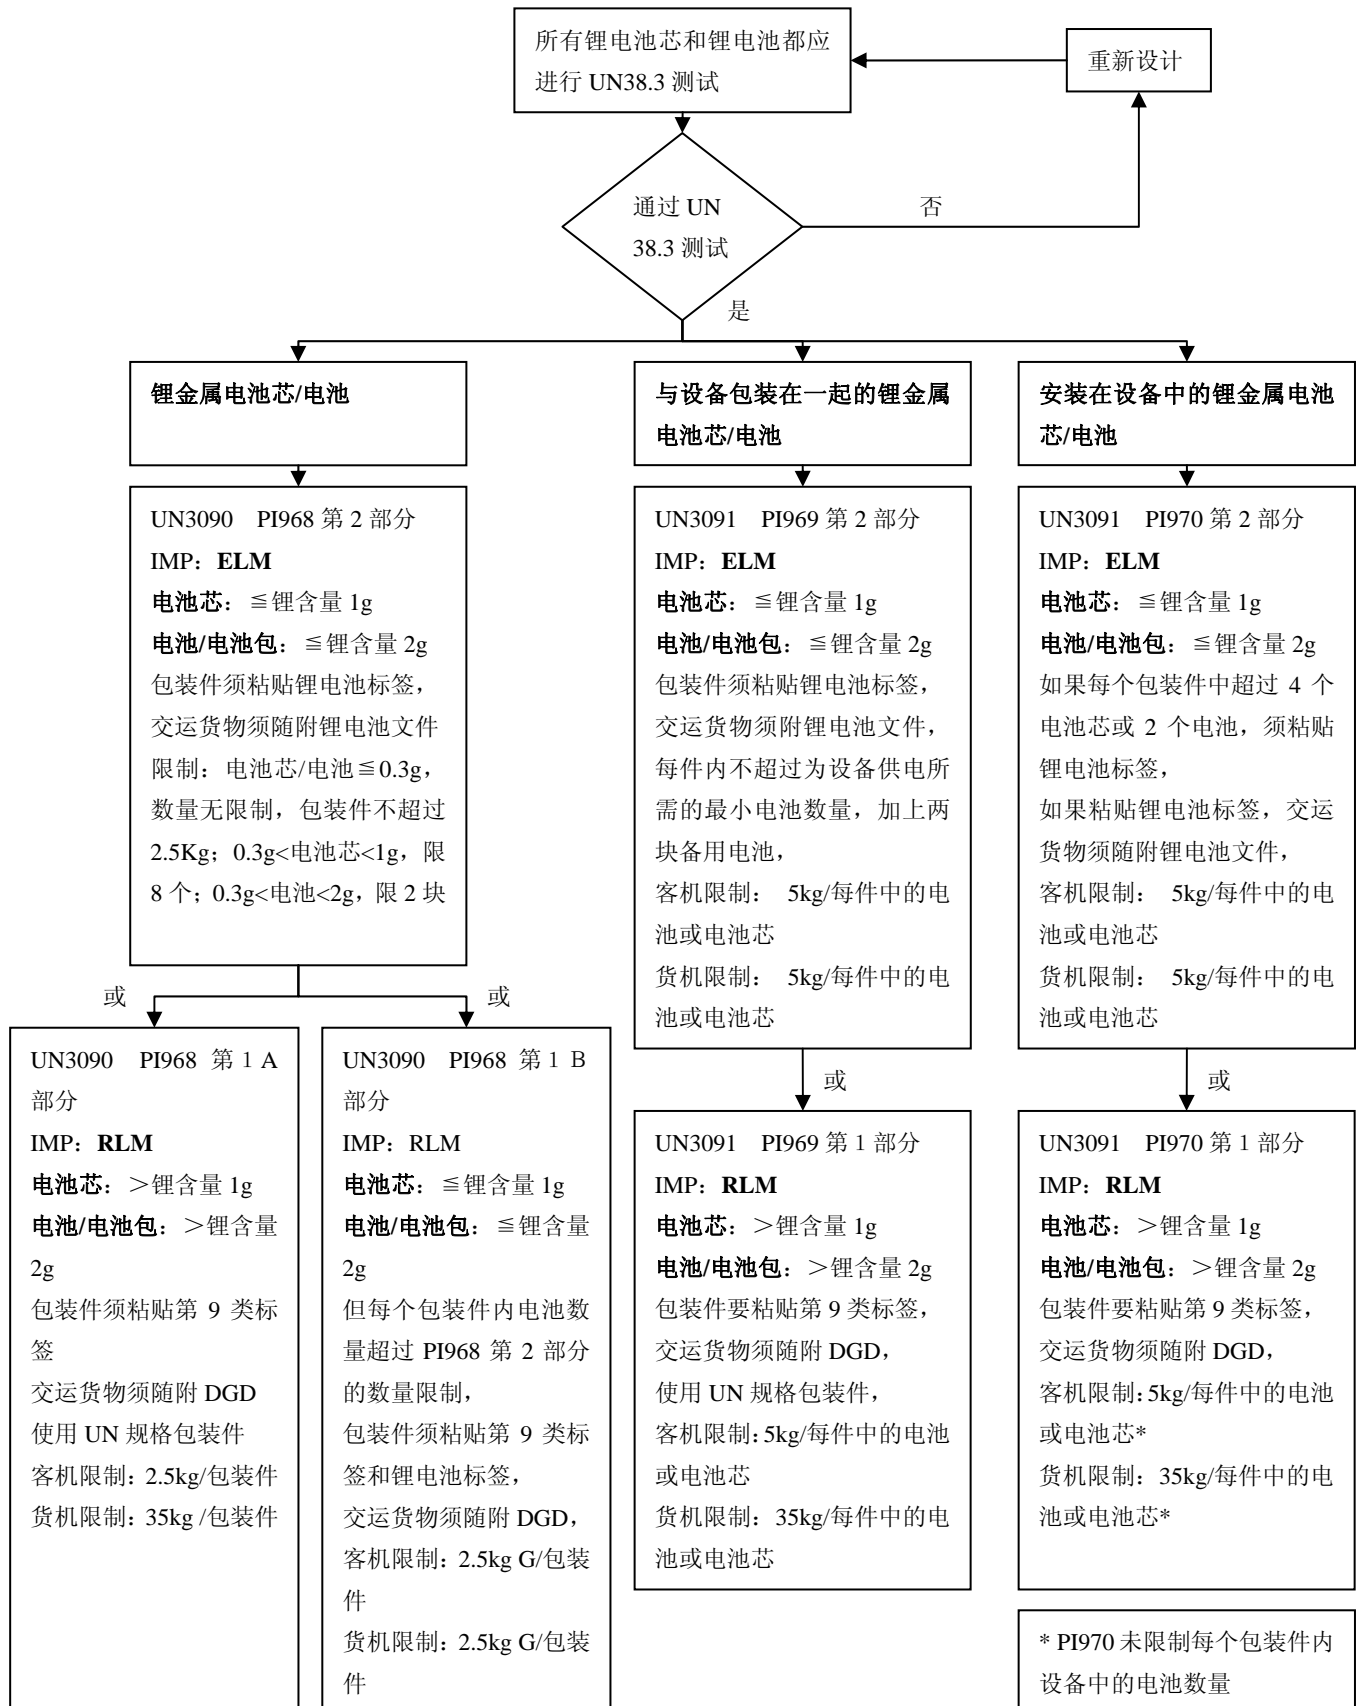 所有锂电池芯和锂电池都应
进行 UN38.3 测试
重新设计
通过 UN
38.3 测试
否
是
锂金属电池芯/电池
与设备包装在一起的锂金属
电池芯/电池
安装在设备中的锂金属电池
芯/电池
UN3090 PI968 第 2 部分
IMP：ELM
电池芯：≦锂含量 1g
电池/电池包：≦锂含量 2g
包装件须粘贴锂电池标签，
交运货物须随附锂电池文件
限制：电池芯/电池≦0.3g，
数量无限制，包装件不超过
2.5Kg；0.3g<电池芯<1g，限
8 个；0.3g<电池<2g，限 2 块
UN3091 PI969 第 2 部分
IMP：ELM
电池芯：≦锂含量 1g
电池/电池包：≦锂含量 2g
包装件须粘贴锂电池标签，
交运货物须附锂电池文件，
每件内不超过为设备供电所
需的最小电池数量，加上两
块备用电池，
客机限制： 5kg/每件中的电
池或电池芯
货机限制： 5kg/每件中的电
池或电池芯
UN3091 PI970 第 2 部分
IMP：ELM
电池芯：≦锂含量 1g
电池/电池包：≦锂含量 2g
如果每个包装件中超过 4 个
电池芯或 2 个电池，须粘贴
锂电池标签，
如果粘贴锂电池标签，交运
货物须随附锂电池文件，
客机限制： 5kg/每件中的电
池或电池芯
货机限制： 5kg/每件中的电
池或电池芯
或
或
或
或
UN3090 PI968 第 1 A
部分
IMP：RLM
电池芯：＞锂含量 1g
电池/电池包：＞锂含量
2g
包装件须粘贴第 9 类标
签
交运货物须随附 DGD
使用 UN 规格包装件
客机限制：2.5kg/包装件
货机限制：35kg /包装件
UN3090 PI968 第 1 B
部分
IMP：RLM
电池芯：≦锂含量 1g
电池/电池包：≦锂含量
2g
但每个包装件内电池数
量超过 PI968 第 2 部分
的数量限制，
包装件须粘贴第 9 类标
签和锂电池标签，
交运货物须随附 DGD，
客机限制：2.5kg G/包装
件
货机限制：2.5kg G/包装
件
UN3091 PI969 第 1 部分
IMP：RLM
电池芯：＞锂含量 1g
电池/电池包：＞锂含量 2g
包装件要粘贴第 9 类标签，
交运货物须随附 DGD，
使用 UN 规格包装件，
客机限制：5kg/每件中的电池
或电池芯
货机限制：35kg/每件中的电
池或电池芯
UN3091 PI970 第 1 部分
IMP：RLM
电池芯：＞锂含量 1g
电池/电池包：＞锂含量 2g
包装件要粘贴第 9 类标签，
交运货物须随附 DGD，
客机限制：5kg/每件中的电池
或电池芯*
货机限制：35kg/每件中的电
池或电池芯*
* PI970 未限制每个包装件内
设备中的电池数量